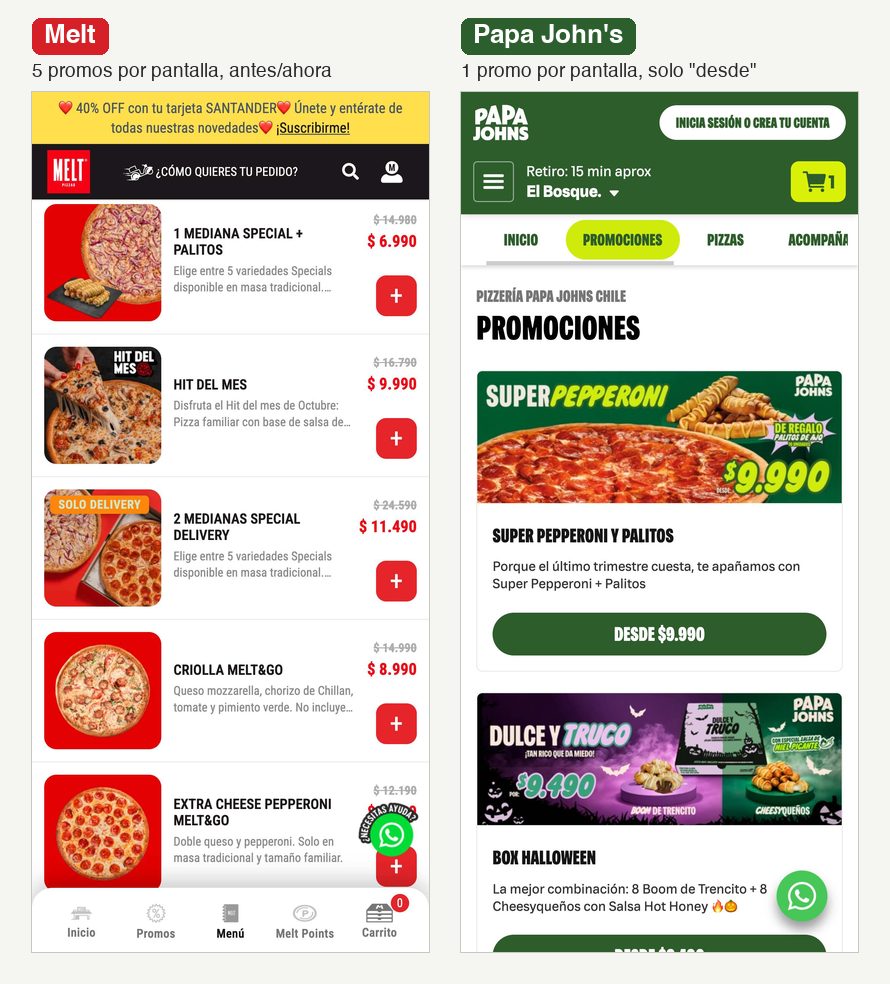 Melt
5 promos por pantalla, antes/ahora
❤️ 40% OFF con tu tarjeta SANTANDER❤️ Únete y entérate de
todas nuestras novedades❤️ ¡Suscribirme!
MELT
PIZZAS
¿CÓMO QUIERES TU PEDIDO?
M
1 MEDIANA SPECIAL +
PALITOS
Elige entre 5 variedades Specials
disponible en masa tradicional....
$ 14.980
$ 6.990
+
HIT DEL
MES
HIT DEL MES
Disfruta el Hit del mes de Octubre:
Pizza familiar con base de salsa de...
$ 16.790
$ 9.990
+
SOLO DELIVERY
2 MEDIANAS SPECIAL
DELIVERY
Elige entre 5 variedades Specials
disponible en masa tradicional....
$ 24.590
$ 11.490
+
CRIOLLA MELT&GO
Queso mozzarella, chorizo de Chillan,
tomate y pimiento verde. No incluye...
$ 14.990
$ 8.990
+
EXTRA CHEESE PEPPERONI
MELT&GO
Doble queso y pepperoni. Solo en
masa tradicional y tamaño familiar.
$ 12.190
¿NECESITAS AYUDA?
+
Inicio
Promos
Menú
Melt Points
0
Carrito
Papa John's
1 promo por pantalla, solo "desde"
PAPA
JOHNS
INICIA SESIÓN O CREA TU CUENTA
Retiro: 15 min aprox
El Bosque.
1
INICIO
PROMOCIONES
PIZZAS
ACOMPAÑA
PIZZERÍA PAPA JOHNS CHILE
PROMOCIONES
SUPER PEPPERONI
PAPA
JOHNS
DE REGALO
PALITOS DE AJO
DESDE $9.990
SUPER PEPPERONI Y PALITOS
Porque el último trimestre cuesta, te apañamos con
Super Pepperoni + Palitos
DESDE $9.990
DULCE Y TRUCO
¡TAN RICO QUE DA MIEDO!
POR: $9.490
DULCE Y
TRUCO
PAPA
JOHNS
CON ESPECIAL SALSA DE
MIEL PICANTE
BOOM DE TRENCITO
CHEESYQUEÑOS
BOX HALLOWEEN
La mejor combinación: 8 Boom de Trencito + 8
Cheesyqueños con Salsa Hot Honey 🔥🎃